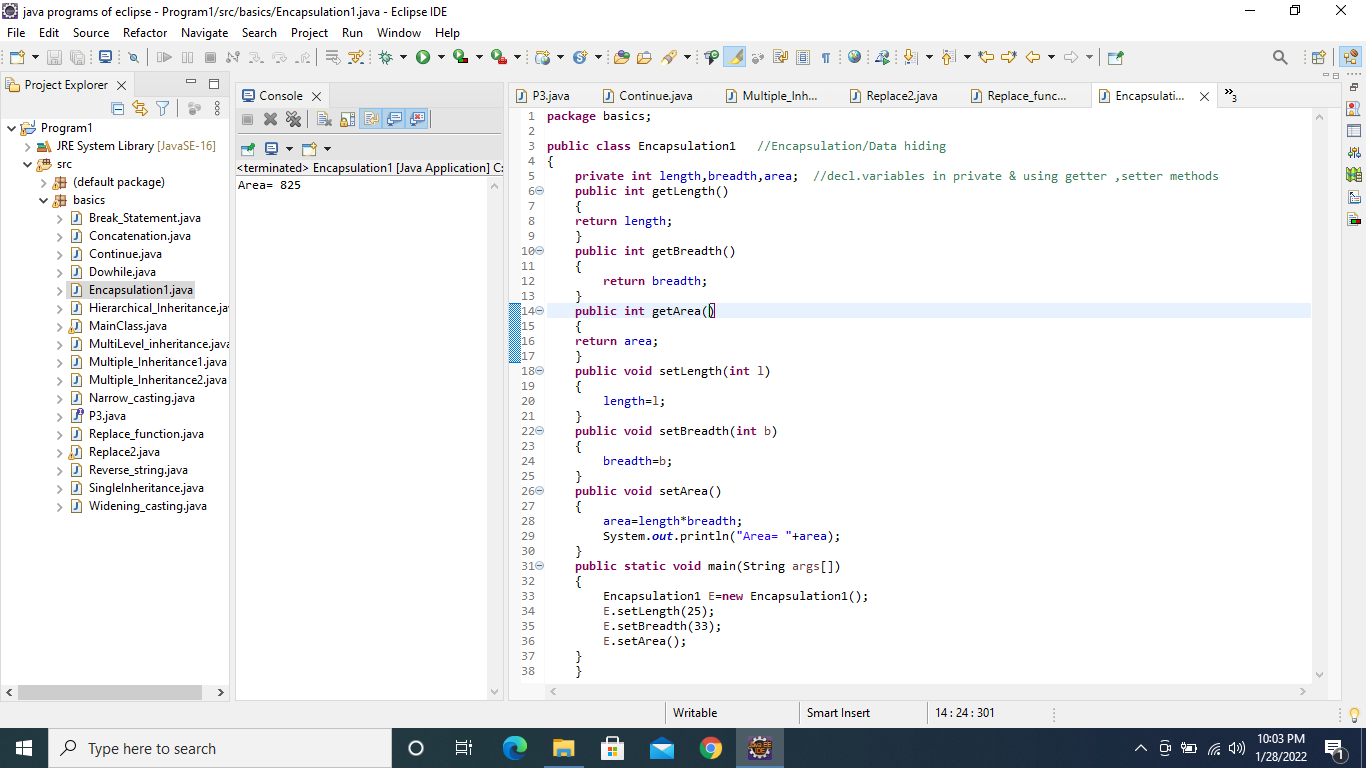 java programs of eclipse - Program1/src/basics/Encapsulation1.java - Eclipse IDE
File Edit Source Refactor Navigate Search Project Run Window Help
Project Explorer
Program1
JRE System Library [JavaSE-16]
src
(default package)
basics
Break_Statement.java
Concatenation.java
Continue.java
Dowhile.java
Encapsulation1.java
Hierarchical_Inheritance.ja
MainClass.java
MultiLevel_inheritance.java
Multiple_Inheritance1.java
Multiple_Inheritance2.java
Narrow_casting.java
P3.java
Replace_function.java
Replace2.java
Reverse_string.java
SingleInheritance.java
Widening_casting.java
Console
<terminated> Encapsulation1 [Java Application] C:
Area= 825
P3.java Continue.java Multiple_Inh... Replace2.java Replace_func... Encapsulati... »3
1 package basics;
2
3 public class Encapsulation1   //Encapsulation/Data hiding
4 {
5     private int length,breadth,area;  //decl.variables in private & using getter ,setter methods
6     public int getLength()
7     {
8     return length;
9     }
10     public int getBreadth()
11     {
12         return breadth;
13     }
14     public int getArea()
15     {
16     return area;
17     }
18     public void setLength(int l)
19     {
20         length=l;
21     }
22     public void setBreadth(int b)
23     {
24         breadth=b;
25     }
26     public void setArea()
27     {
28         area=length*breadth;
29         System.out.println("Area= "+area);
30     }
31     public static void main(String args[])
32     {
33         Encapsulation1 E=new Encapsulation1();
34         E.setLength(25);
35         E.setBreadth(33);
36         E.setArea();
37     }
38     }
Writable Smart Insert 14 : 24 : 301
Type here to search
10:03 PM
1/28/2022
1